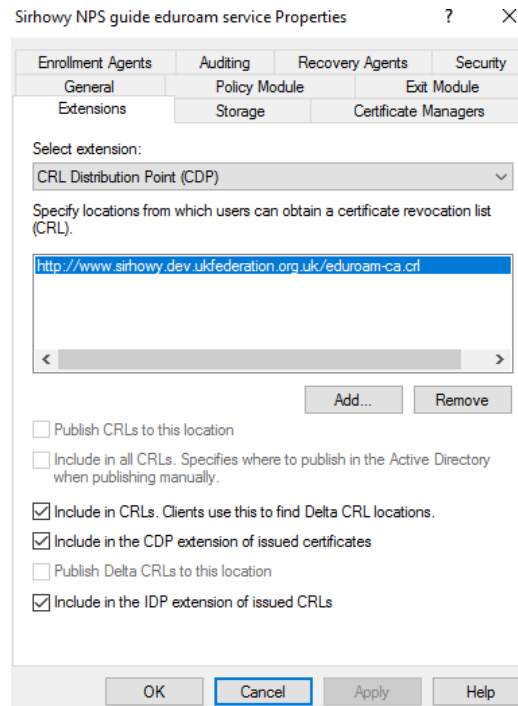 Sirhowy NPS guide eduroam service Properties ? ×
Enrollment Agents Auditing Recovery Agents Security
General Policy Module Exit Module
Extensions Storage Certificate Managers
Select extension:
CRL Distribution Point (CDP)
Specify locations from which users can obtain a certificate revocation list
(CRL).
http://www.sirhowy.dev.ukfederation.org.uk/eduroam-ca.crl
Add... Remove
Publish CRLs to this location
Include in all CRLs. Specifies where to publish in the Active Directory
when publishing manually.
Include in CRLs. Clients use this to find Delta CRL locations.
Include in the CDP extension of issued certificates
Publish Delta CRLs to this location
Include in the IDP extension of issued CRLs
OK Cancel Apply Help